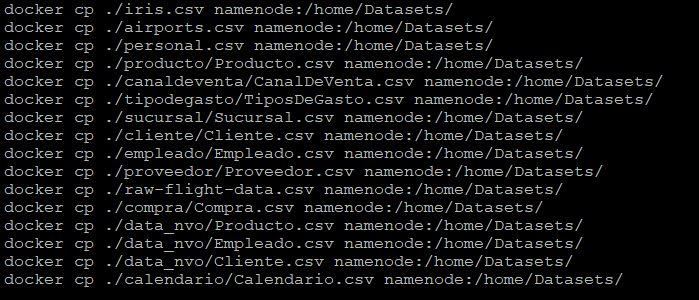 docker cp ./iris.csv namenode:/home/Datasets/
docker cp ./airports.csv namenode:/home/Datasets/
docker cp ./personal.csv namenode:/home/Datasets/
docker cp ./producto/Producto.csv namenode:/home/Datasets/
docker cp ./canaldeventa/CanalDeVenta.csv namenode:/home/Datasets/
docker cp ./tipodegasto/TiposDeGasto.csv namenode:/home/Datasets/
docker cp ./sucursal/Sucursal.csv namenode:/home/Datasets/
docker cp ./cliente/Cliente.csv namenode:/home/Datasets/
docker cp ./empleado/Empleado.csv namenode:/home/Datasets/
docker cp ./proveedor/Proveedor.csv namenode:/home/Datasets/
docker cp ./raw-flight-data.csv namenode:/home/Datasets/
docker cp ./compra/Compra.csv namenode:/home/Datasets/
docker cp ./data_nvo/Producto.csv namenode:/home/Datasets/
docker cp ./data_nvo/Empleado.csv namenode:/home/Datasets/
docker cp ./data_nvo/Cliente.csv namenode:/home/Datasets/
docker cp ./calendario/Calendario.csv namenode:/home/Datasets/